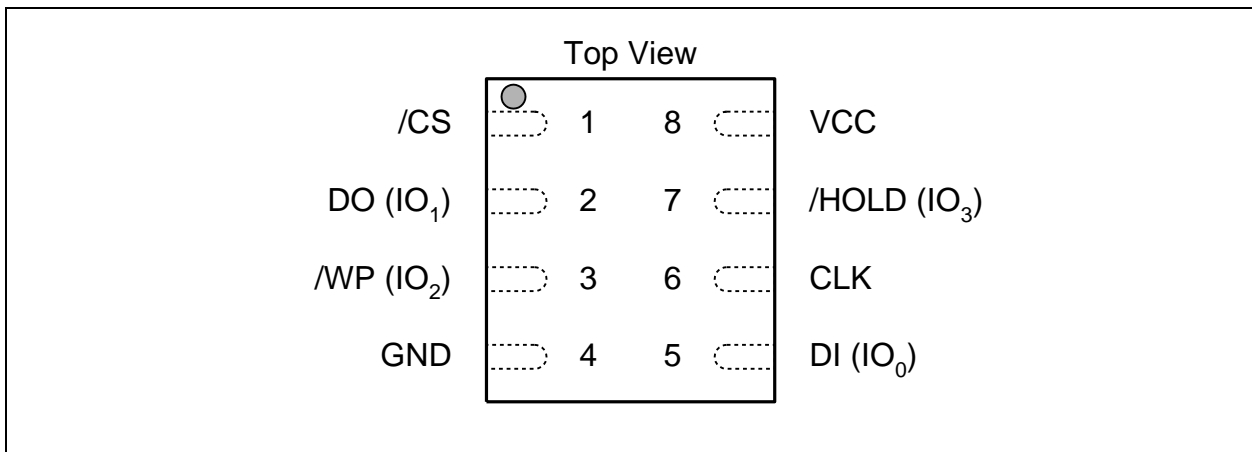 Top View
/CS 1 8 VCC
DO (IO₁) 2 7 /HOLD (IO₃)
/WP (IO₂) 3 6 CLK
GND 4 5 DI (IO₀)